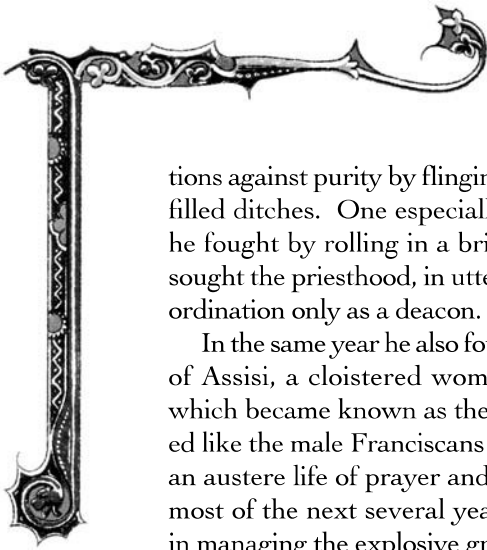 tions against purity by flingin
filled ditches. One especiall
he fought by rolling in a bri
sought the priesthood, in utte
ordination only as a deacon.
In the same year he also fou
of Assisi, a cloistered wom
which became known as the
ed like the male Franciscans
an austere life of prayer and
most of the next several yea
in managing the explosive gr